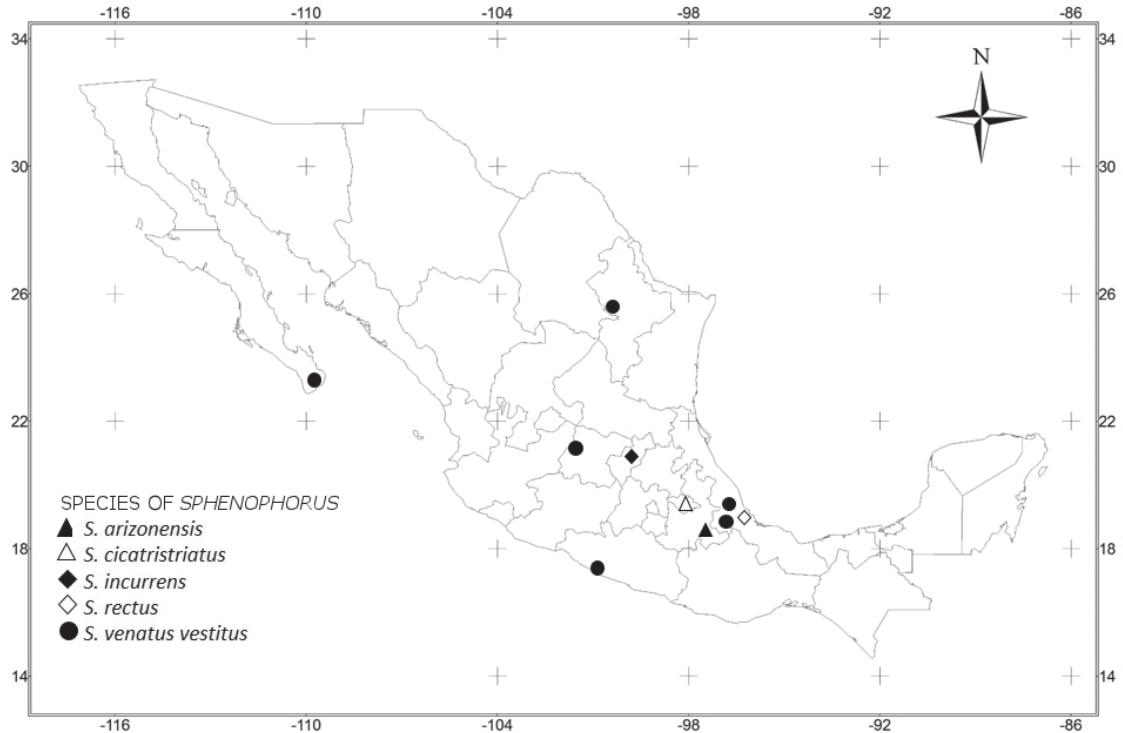 -116 -110 -104 -98 -92 -86
34 34
N
30 30
26 26
22 22
SPECIES OF SPHENOPHORUS
S. arizonensis
S. cicatristriatus
18 18
S. incurrens
S. rectus
S. venatus vestitus
14 14
-116 -110 -104 -98 -92 -86